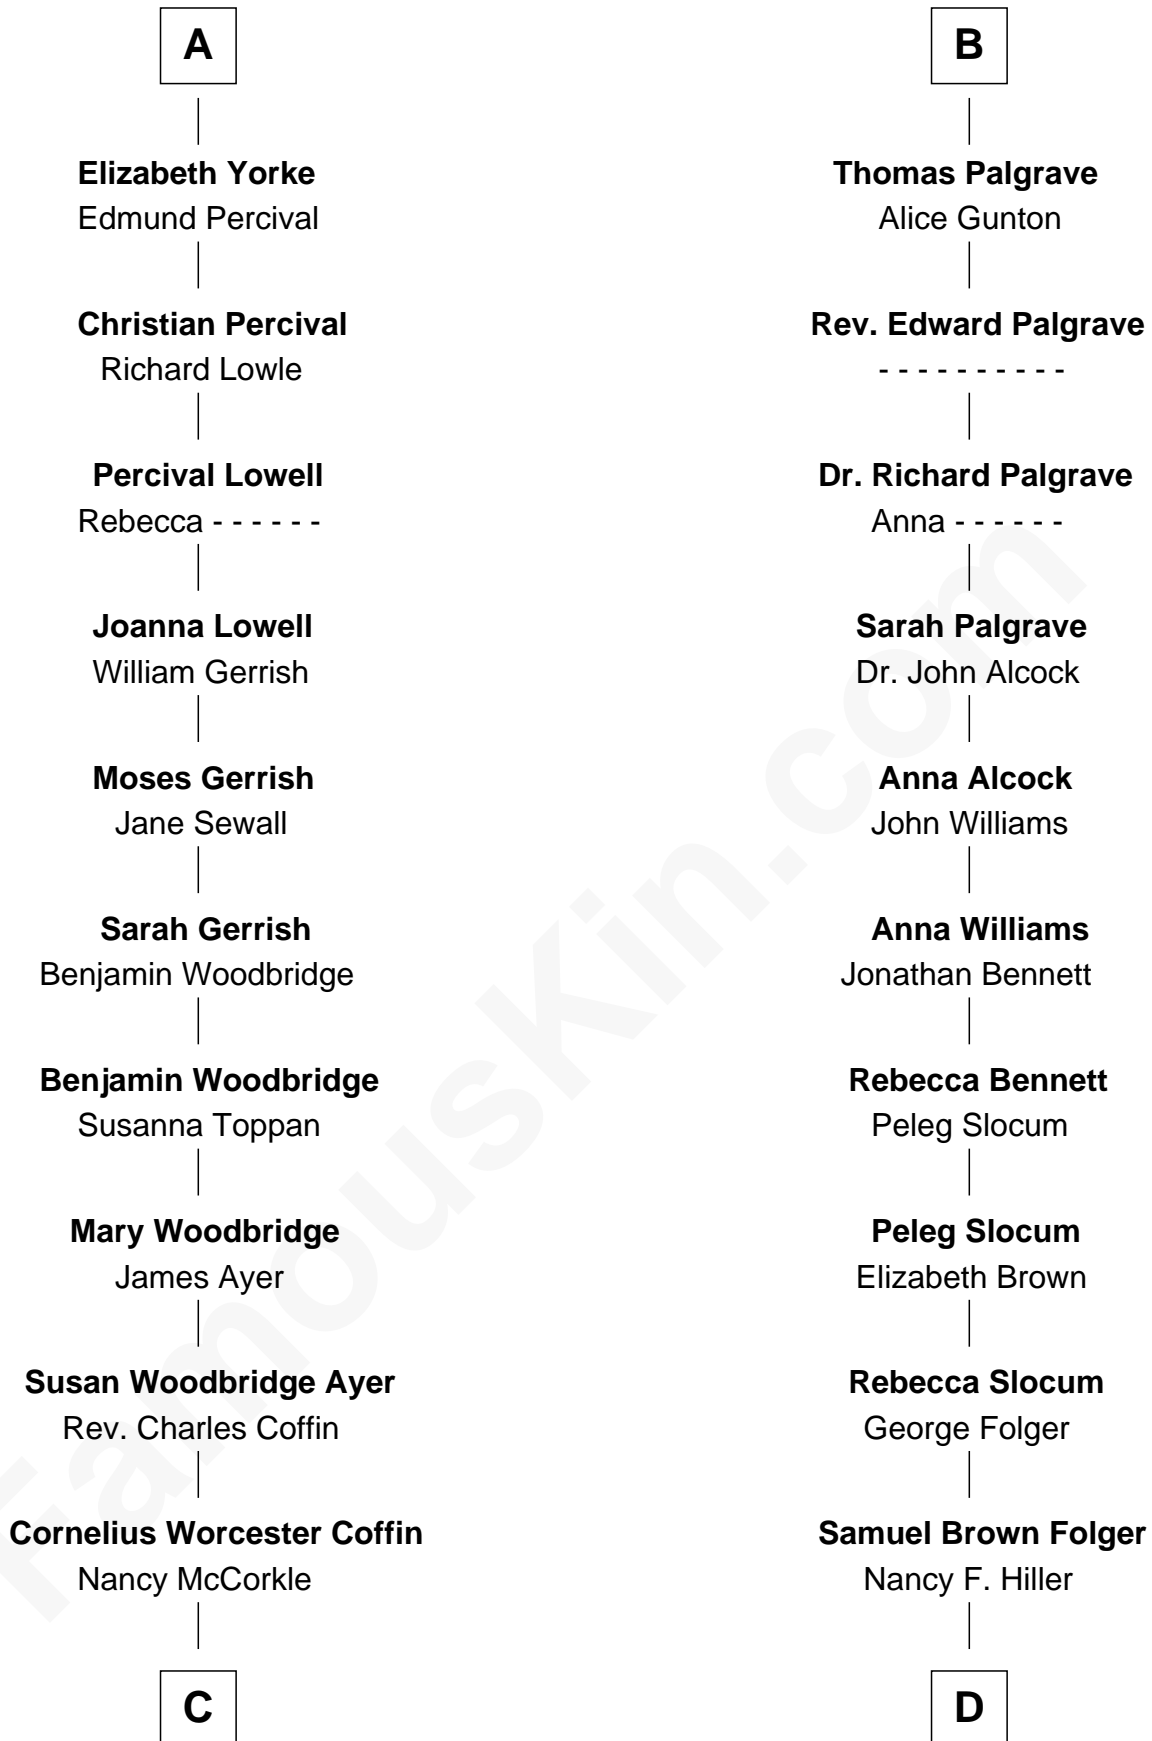 A
Elizabeth Yorke
Edmund Percival
Christian Percival
Richard Lowle
Percival Lowell
Rebecca - - - - - -
Joanna Lowell
William Gerrish
Moses Gerrish
Jane Sewall
Sarah Gerrish
Benjamin Woodbridge
Benjamin Woodbridge
Susanna Toppan
Mary Woodbridge
James Ayer
Susan Woodbridge Ayer
Rev. Charles Coffin
Cornelius Worcester Coffin
Nancy McCorkle
C
B
Thomas Palgrave
Alice Gunton
Rev. Edward Palgrave
- - - - - - - - - -
Dr. Richard Palgrave
Anna - - - - - -
Sarah Palgrave
Dr. John Alcock
Anna Alcock
John Williams
Anna Williams
Jonathan Bennett
Rebecca Bennett
Peleg Slocum
Peleg Slocum
Elizabeth Brown
Rebecca Slocum
George Folger
Samuel Brown Folger
Nancy F. Hiller
D
FamousKin.com